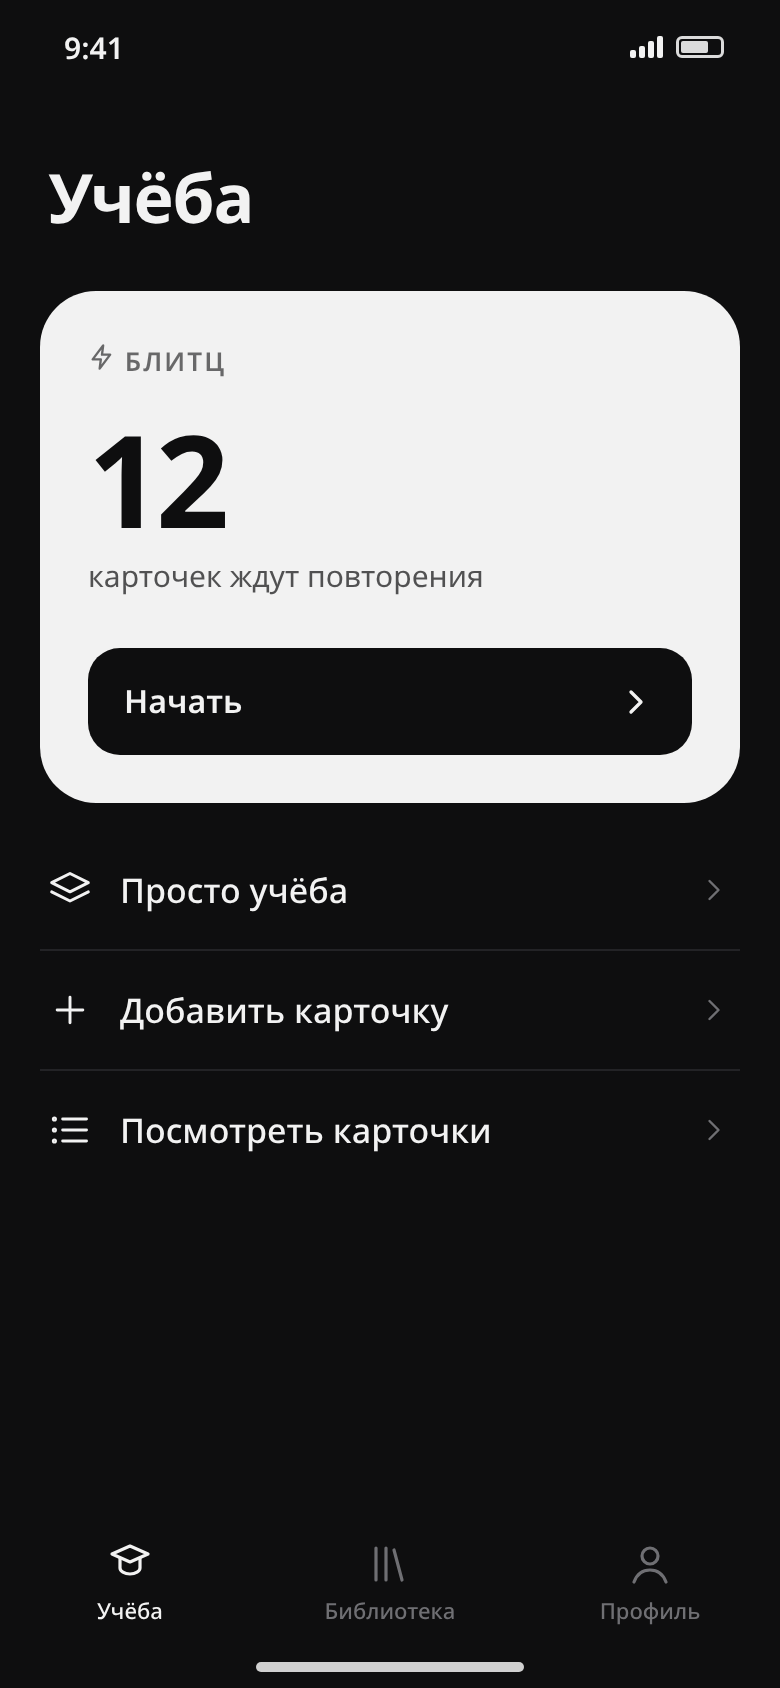 9:41
Учёба
БЛИТЦ
12
карточек ждут повторения
Начать
Просто учёба
Добавить карточку
Посмотреть карточки
Учёба
Библиотека
Профиль